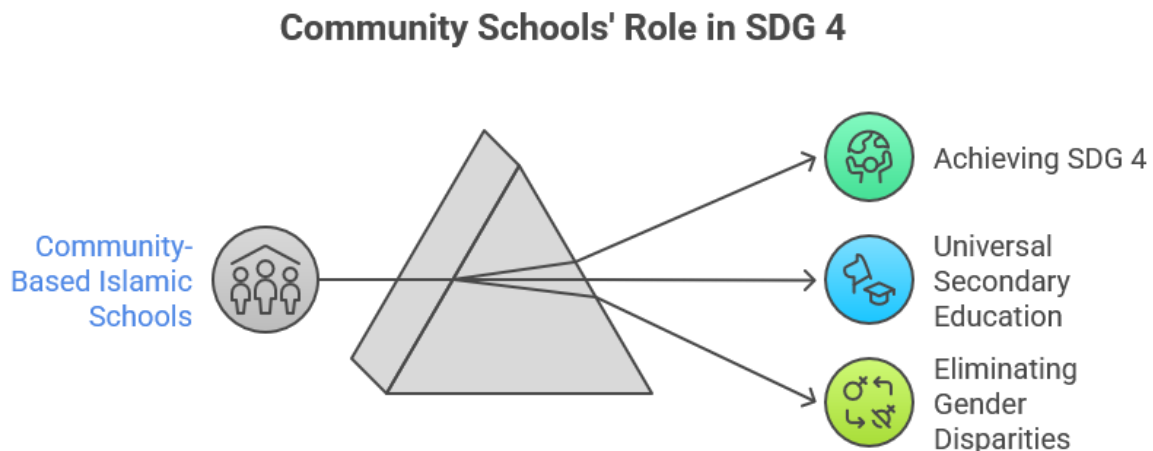 Community Schools' Role in SDG 4
Community-
Based Islamic
Schools
Achieving SDG 4
Universal
Secondary
Education
Eliminating
Gender
Disparities